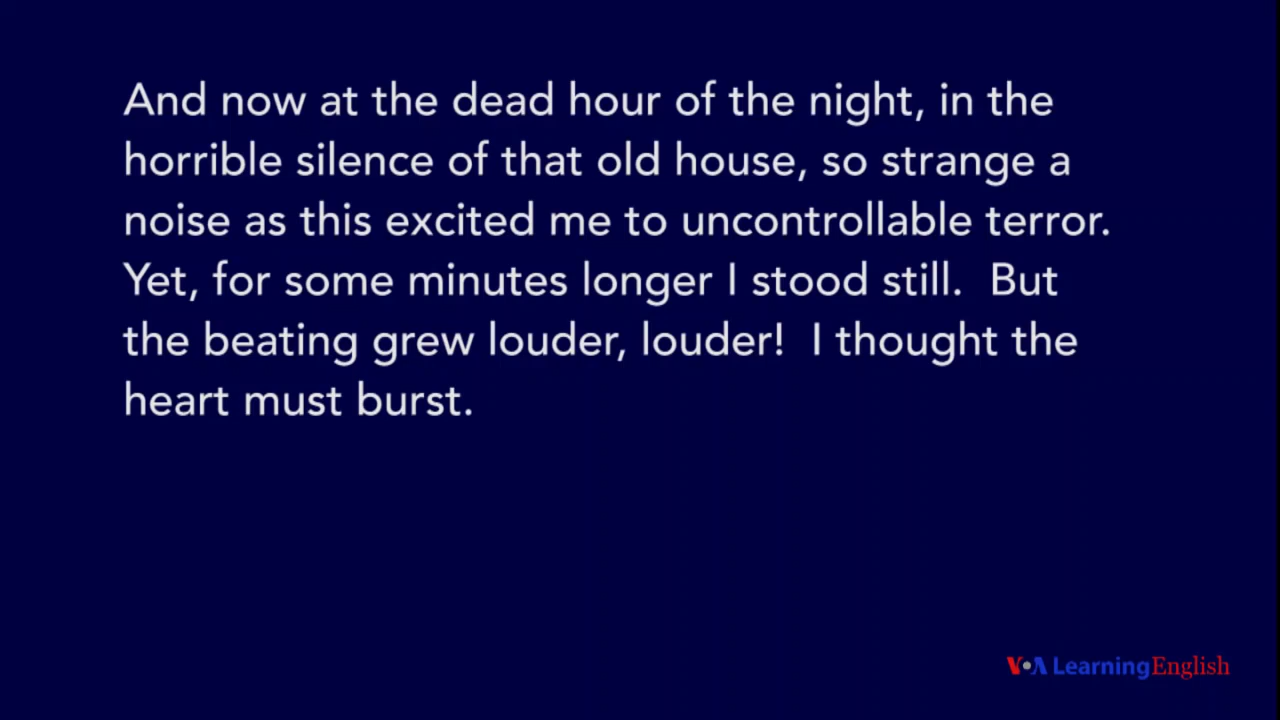 And now at the dead hour of the night, in the
horrible silence of that old house, so strange a
noise as this excited me to uncontrollable terror.
Yet, for some minutes longer I stood still.  But
the beating grew louder, louder!  I thought the
heart must burst.
VOA Learning English